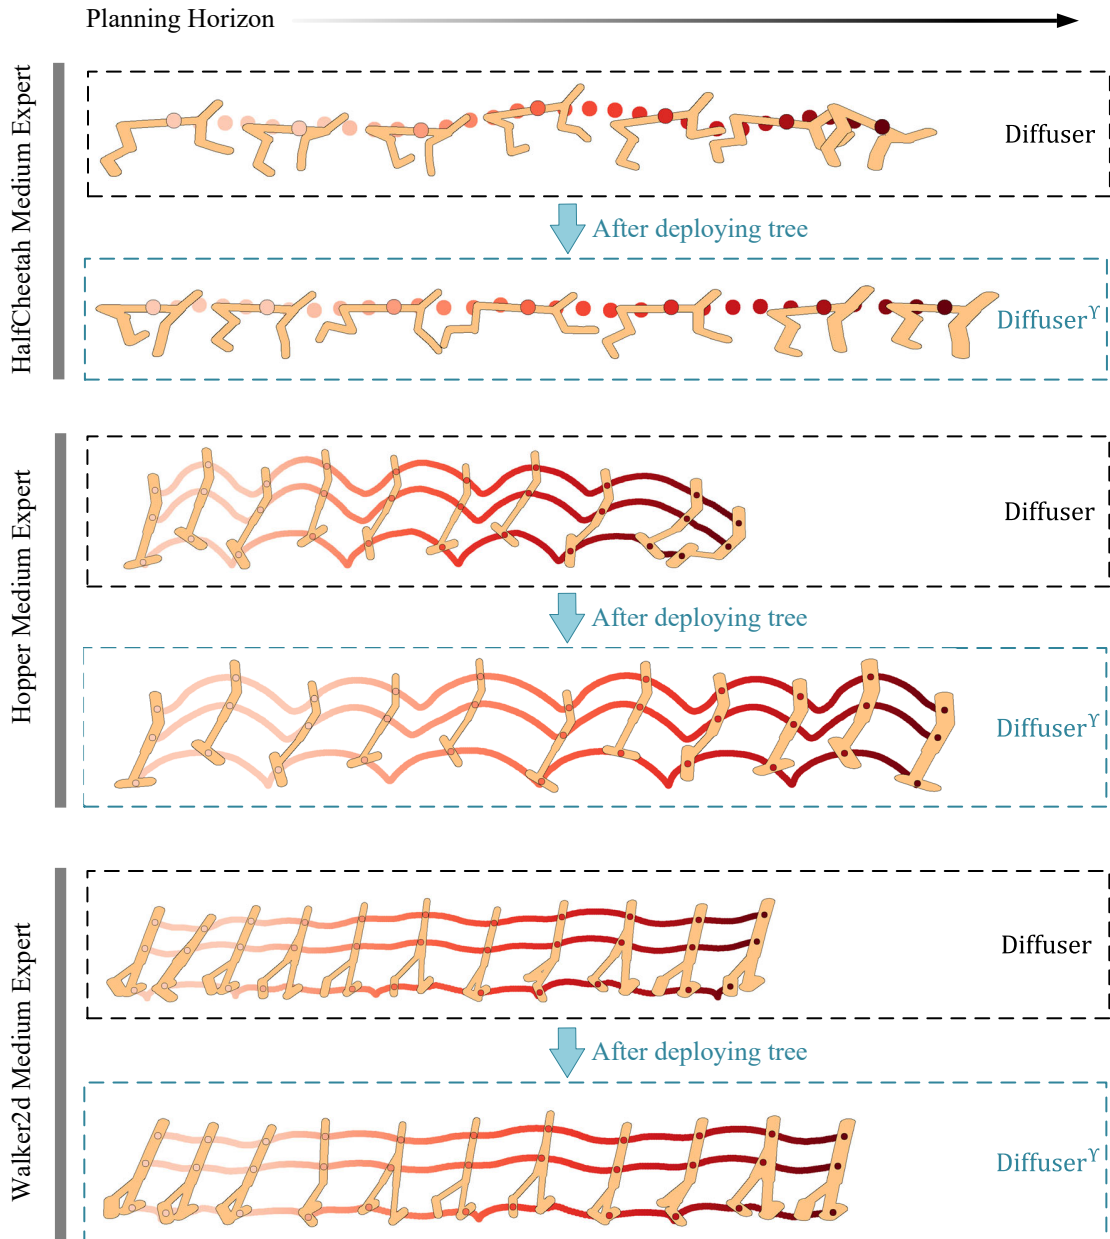 Planning Horizon
HalfCheetah Medium Expert
Diffuser
After deploying tree
Diffuser^Υ
Hopper Medium Expert
Diffuser
After deploying tree
Diffuser^Υ
Walker2d Medium Expert
Diffuser
After deploying tree
Diffuser^Υ